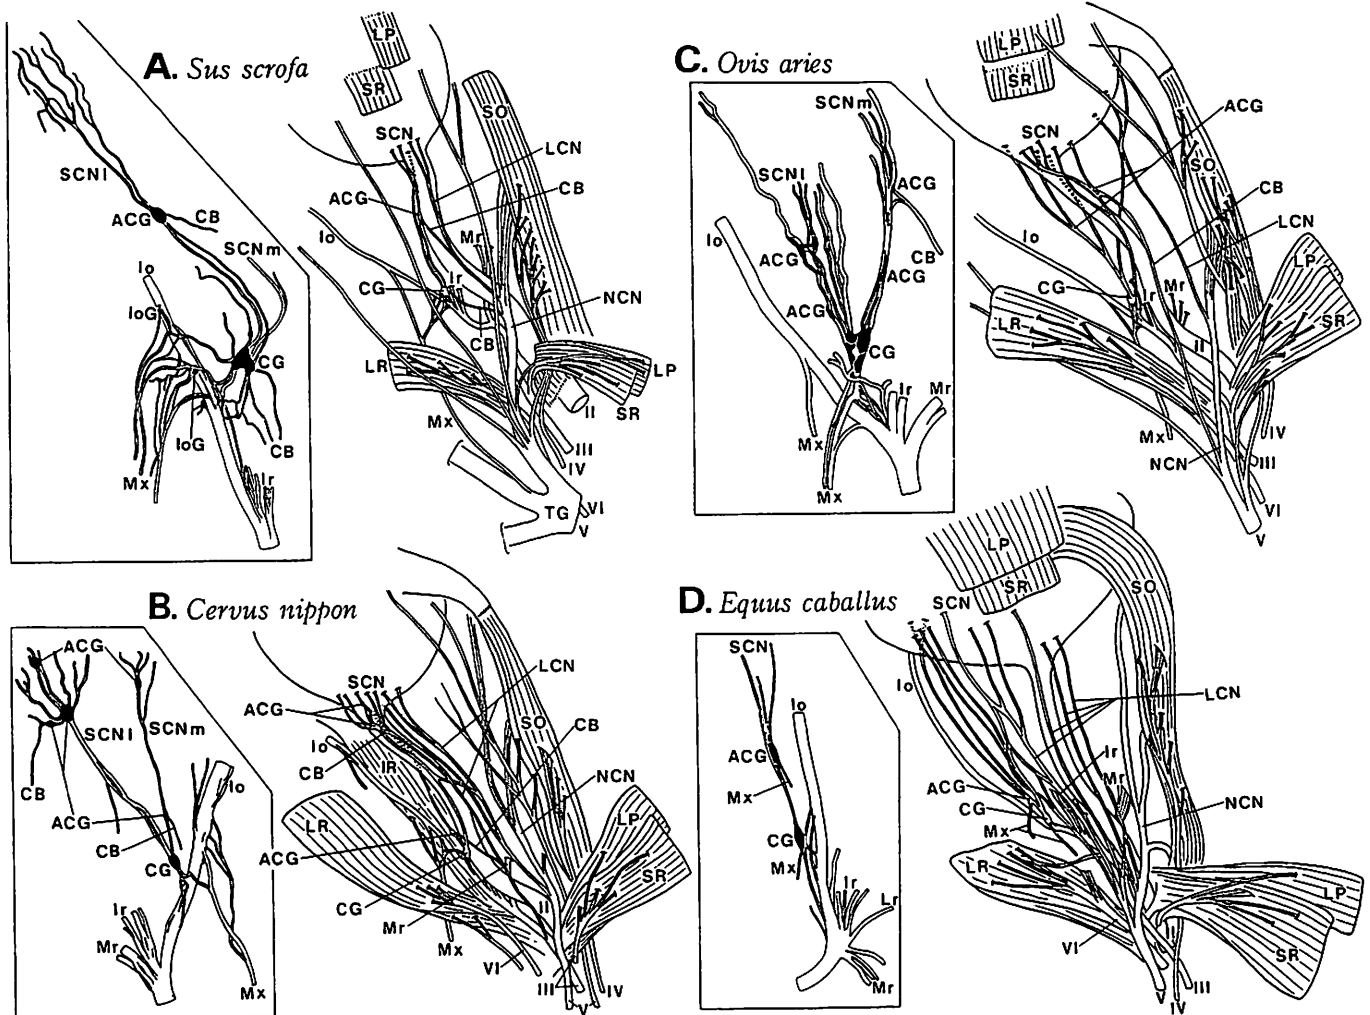 A. Sus scrofa
SCNl
ACG
CB
SCNm
Io
IoG
CG
IoG
CB
Mx
Ir
LP
SR
SO
SCN
LCN
ACG
CB
Io
Mr
Ir
CG
NCN
CB
LR
LP
SR
II
Mx
III
IV
TG
VI
V
C. Ovis aries
SCNm
SCNl
ACG
Io
ACG
CB
ACG
ACG
CG
Ir
Mr
Mx
Mx
LP
SR
ACG
SCN
SO
CB
LCN
Io
LP
CG
Ir
Mr
LR
SR
II
Mx
IV
NCN
III
VI
V
B. Cervus nippon
ACG
SCNl
SCNm
CB
Io
ACG
CB
CG
Ir
Mr
Mx
LCN
SCN
ACG
SO
CB
Io
IR
CB
NCN
LR
LP
ACG
SR
CG
II
Mr
Mx
VI
III
IV
V
D. Equus caballus
SCN
Io
ACG
Mx
CG
Mx
Ir
Lr
Mr
LP
SR
SO
SCN
Io
LCN
Ir
Mr
ACG
CG
NCN
Mx
LR
LP
VI
II
SR
V
III
IV